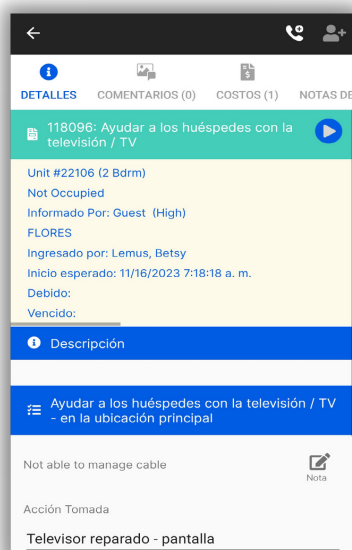 DETALLES COMENTARIOS (0) COSTOS (1) NOTAS DE
118096: Ayudar a los huéspedes con la
televisión / TV
Unit #22106 (2 Bdrm)
Not Occupied
Informado Por: Guest (High)
FLORES
Ingresado por: Lemus, Betsy
Inicio esperado: 11/16/2023 7:18:18 a. m.
Debido:
Vencido:
Descripción
Ayudar a los huéspedes con la televisión / TV
- en la ubicación principal
Not able to manage cable
Nota
Acción Tomada
Televisor reparado - pantalla